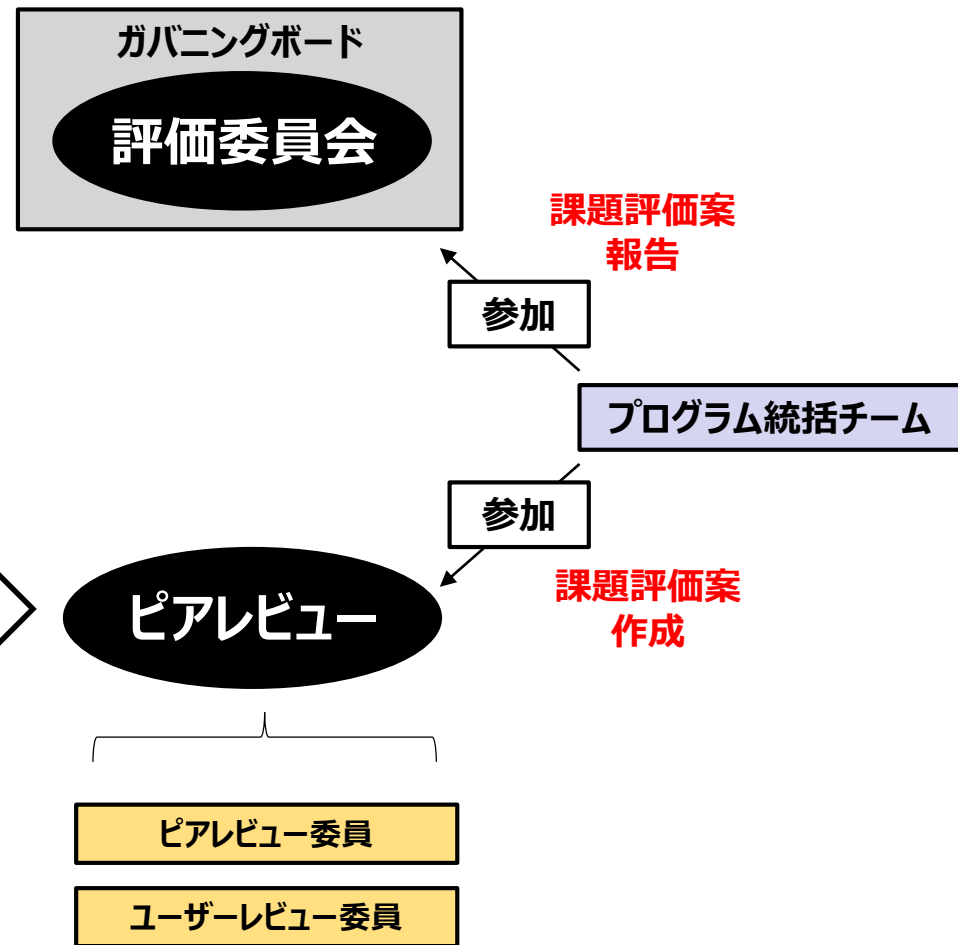 ガバニングボード
評価委員会
課題評価案
報告
参加
プログラム統括チーム
参加
課題評価案
作成
ピアレビュー
ピアレビュー委員
ユーザーレビュー委員